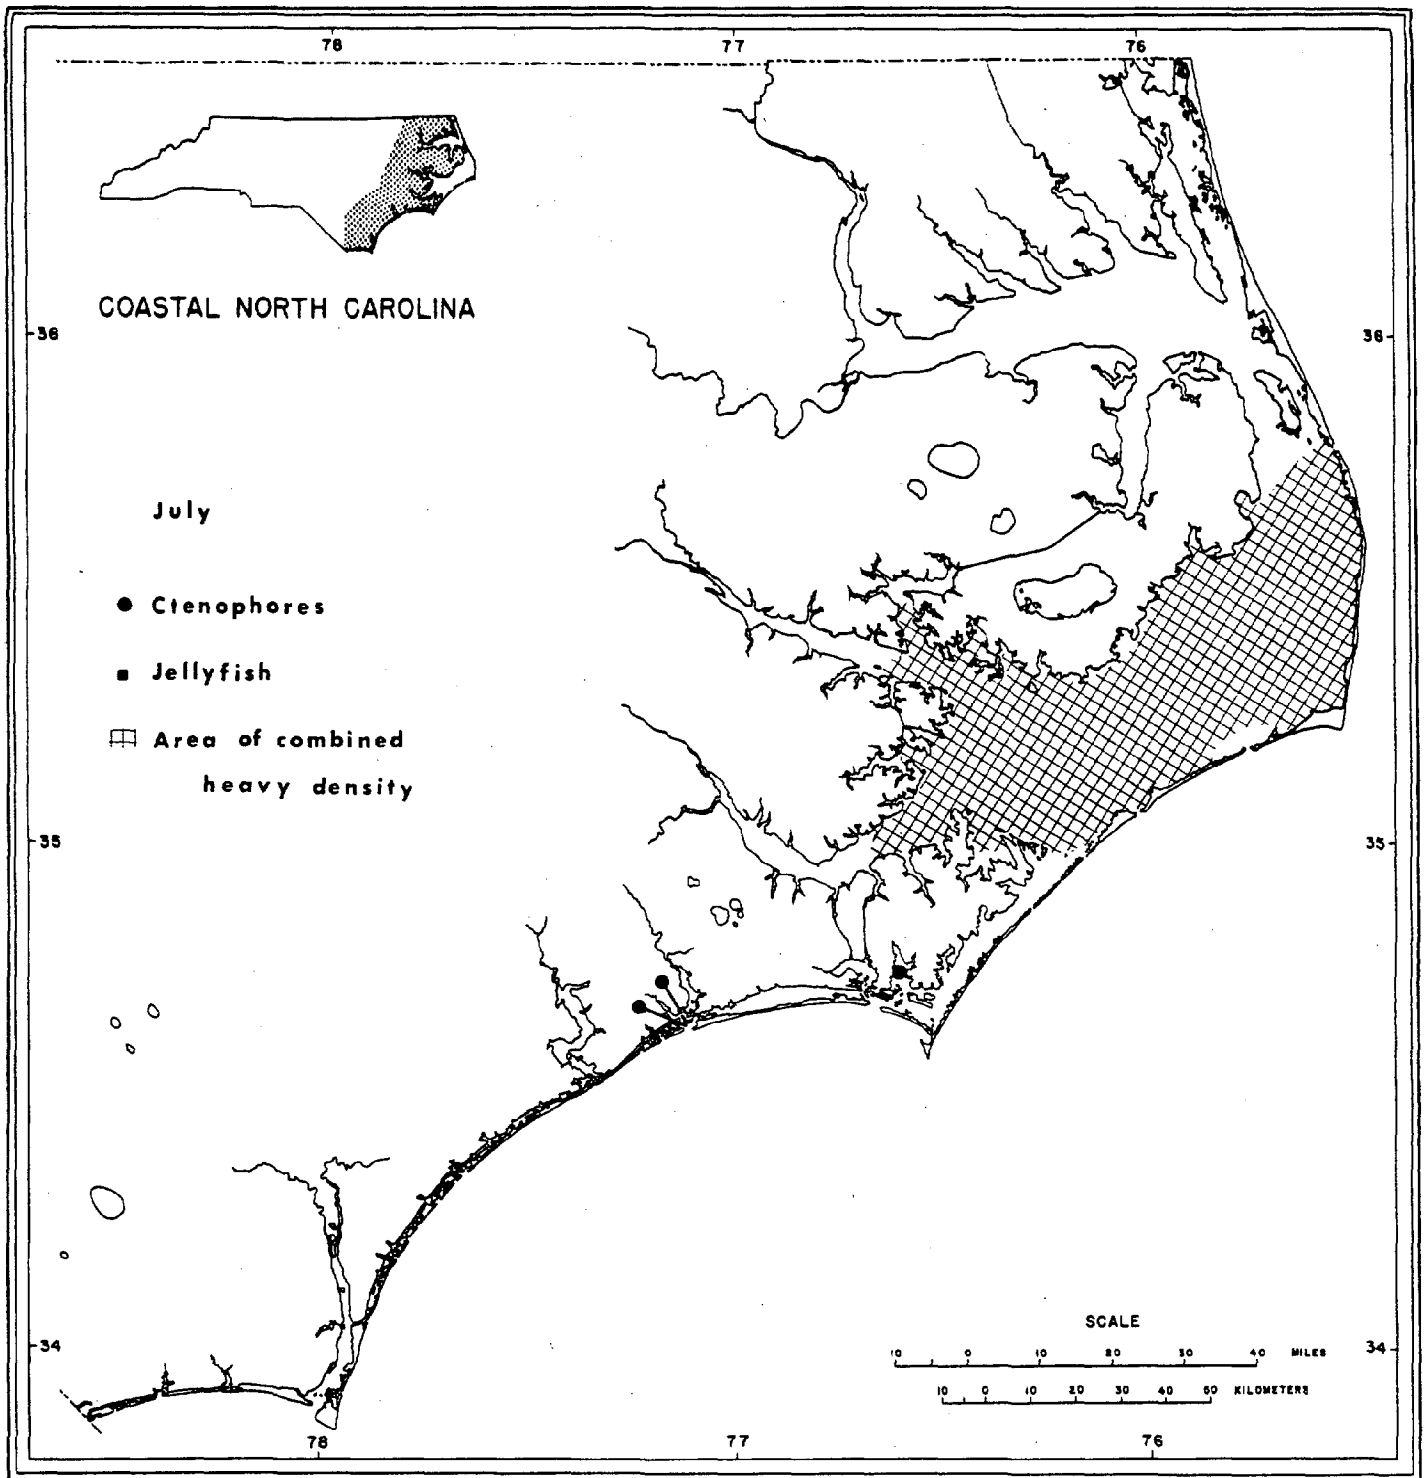 78 77 76
COASTAL NORTH CAROLINA
36 36
July
Ctenophores
Jellyfish
Area of combined
heavy density
35 35
SCALE
34 34
10 0 10 20 30 40 MILES
10 0 10 20 30 40 50 KILOMETERS
78 77 76